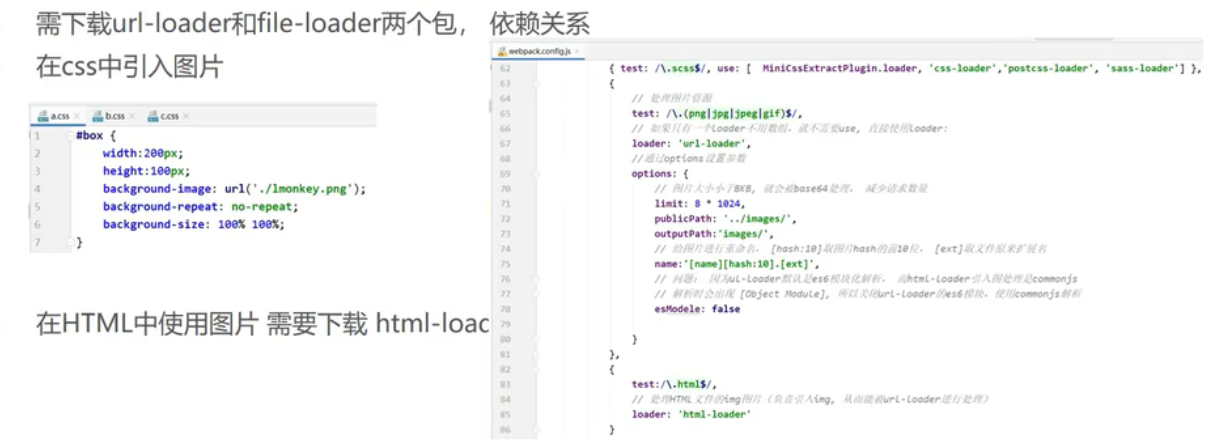 需下载url-loader和file-loader两个包， 依赖关系
在css中引入图片
a.css × b.css × c.css ×
1 #box {
2 width:200px;
3 height:100px;
4 background-image: url('./lmonkey.png');
5 background-repeat: no-repeat;
6 background-size: 100% 100%;
7 }
在HTML中使用图片 需要下载 html-load
webpack.config.js ×
62 { test: /\.scss$/, use: [ MiniCssExtractPlugin.loader, 'css-loader','postcss-loader', 'sass-loader'] },
63 {
64 // 处理图片资源
65 test: /\.(png|jpg|jpeg|gif)$/,
66 // 如果只有一个loader不用数组，就不需要use, 直接使用loader:
67 loader: 'url-loader',
68 //通过options设置参数
69 options: {
70 // 图片大小小于8KB, 就会被base64处理， 减少请求数量
71 limit: 8 * 1024,
72 publicPath: '../images/',
73 outputPath:'images/',
74 // 给图片进行重命名， [hash:10]取图片hash的前10位， [ext]取文件原来扩展名
75 name:'[name][hash:10].[ext]',
76 // 问题： 因为ul-loader默认是es6模块化解析， 而html-loader引入图处理是commonjs
77 // 解析时会出现 [Object Module], 所以关闭url-loader的es6模块，使用commonjs解析
78 esModele: false
79
80 }
81 },
82 {
83 test:/\.html$/,
84 // 处理HTML文件的img图片（负责引入img, 从而能被url-loader进行处理）
85 loader: 'html-loader'
86 }